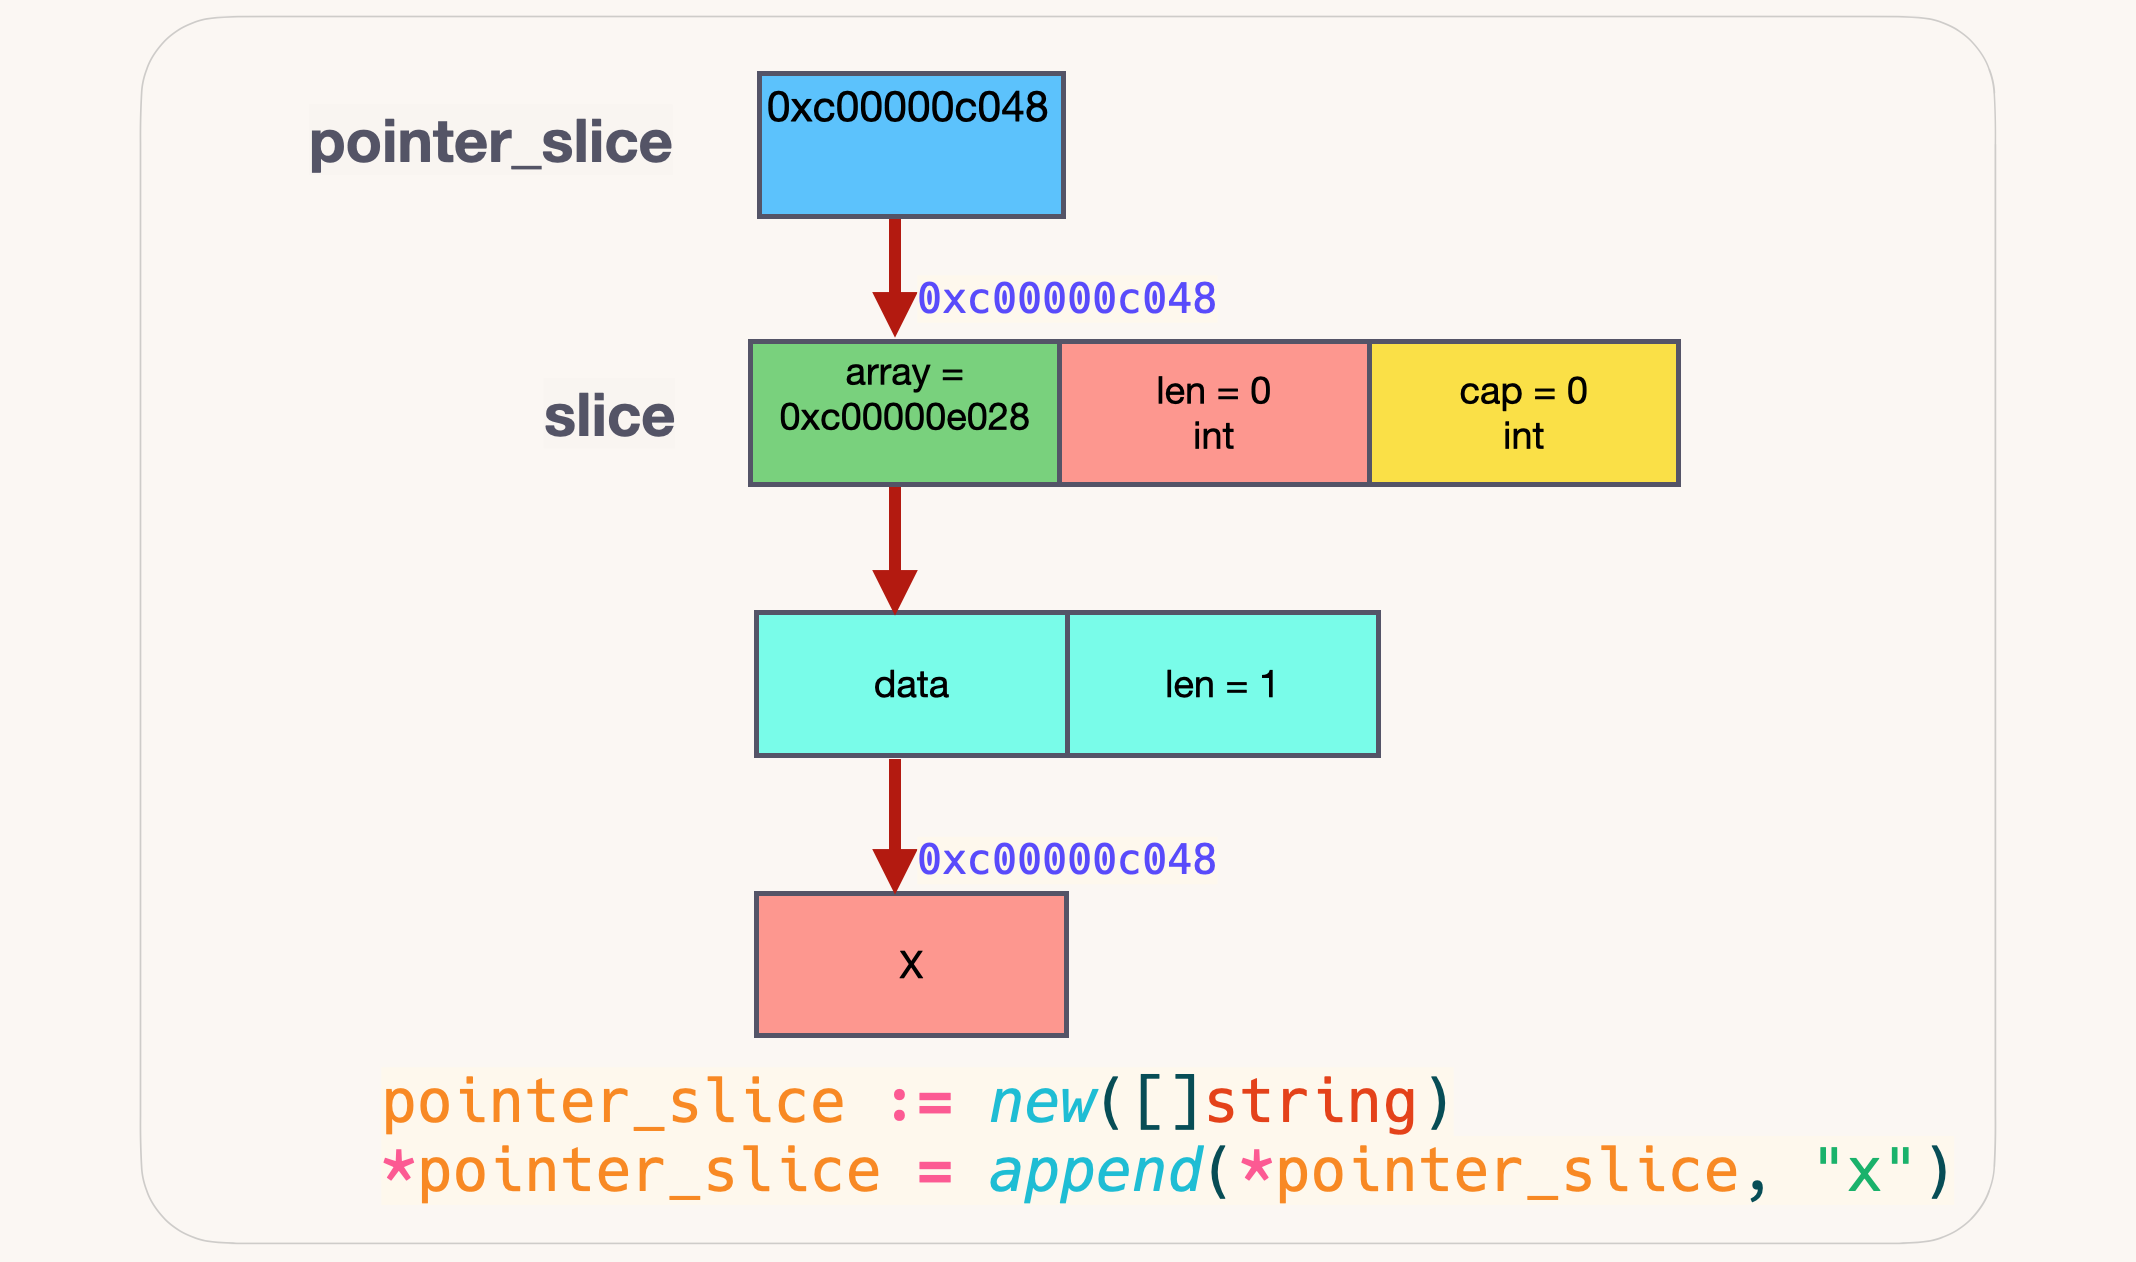 0xc00000c048
pointer_slice
0xc00000c048
array =
0xc00000e028
len = 0
int
cap = 0
int
slice
data
len = 1
0xc00000c048
x
pointer_slice := new([]string)
*pointer_slice = append(*pointer_slice, "x")